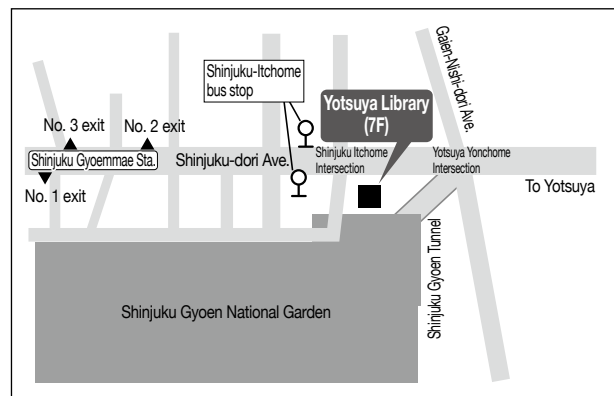 Gaien-Nishi-dori Ave.
Shinjuku-Itchome
bus stop
Yotsuya Library
(7F)
No. 3 exit
No. 2 exit
Shinjuku Gyoemmae Sta.
Shinjuku-dori Ave.
Shinjuku Itchome
Intersection
Yotsuya Yonchome
Intersection
No. 1 exit
To Yotsuya
Shinjuku Gyoen Tunnel
Shinjuku Gyoen National Garden